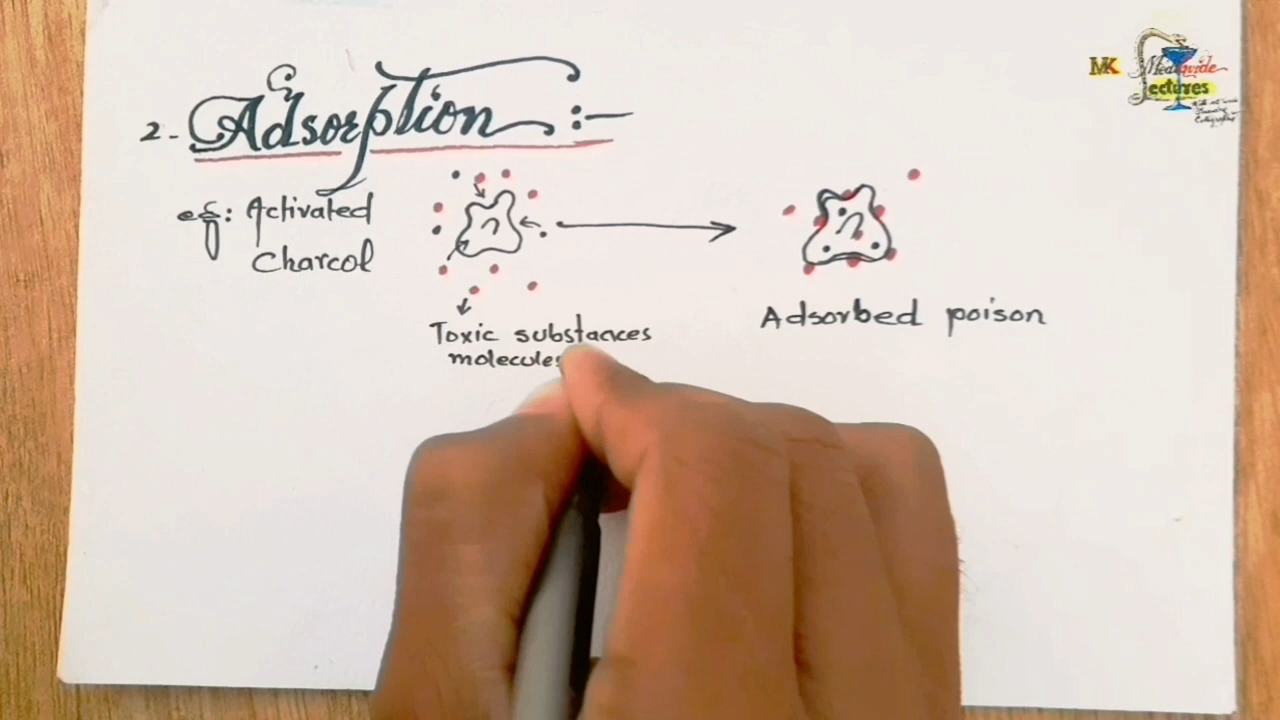 2- Adsorption :-
eg: Activated
Charcol
Toxic substances
molecules
Adsorbed poison
MK
Lectures